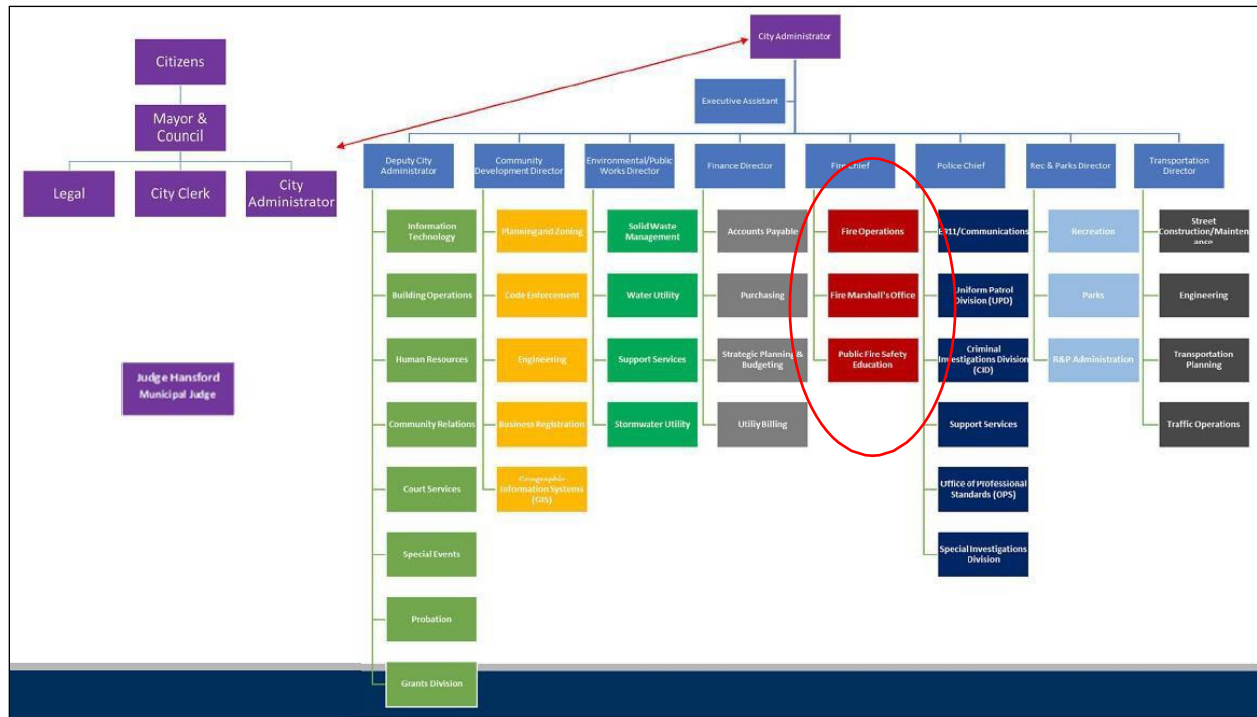 City Administrator
Executive Assistant
Citizens
Mayor &
Council
Legal
City Clerk
City
Administrator
Judge Hansford
Municipal Judge
Deputy City
Administrator
Information
Technology
Building Operations
Human Resources
Community Relations
Court Services
Special Events
Probation
Grants Division
Community
Development Director
Planning and Zoning
Code Enforcement
Engineering
Business Registration
Geographic
Information Systems
(GIS)
Environmental/Public
Works Director
Solid Waste
Management
Water Utility
Support Services
Stormwater Utility
Finance Director
Accounts Payable
Purchasing
Strategic Planning &
Budgeting
Utiliy Billing
Fire Chief
Fire Operations
Fire Marshall's Office
Public Fire Safety
Education
Police Chief
E911/Communications
Uniform Patrol
Division (UPD)
Criminal
Investigations Division
(CID)
Support Services
Office of Professional
Standards (OPS)
Special Investigations
Division
Rec & Parks Director
Recreation
Parks
R&P Administration
Transportation
Director
Street
Construction/Mainten
ance
Engineering
Transportation
Planning
Traffic Operations